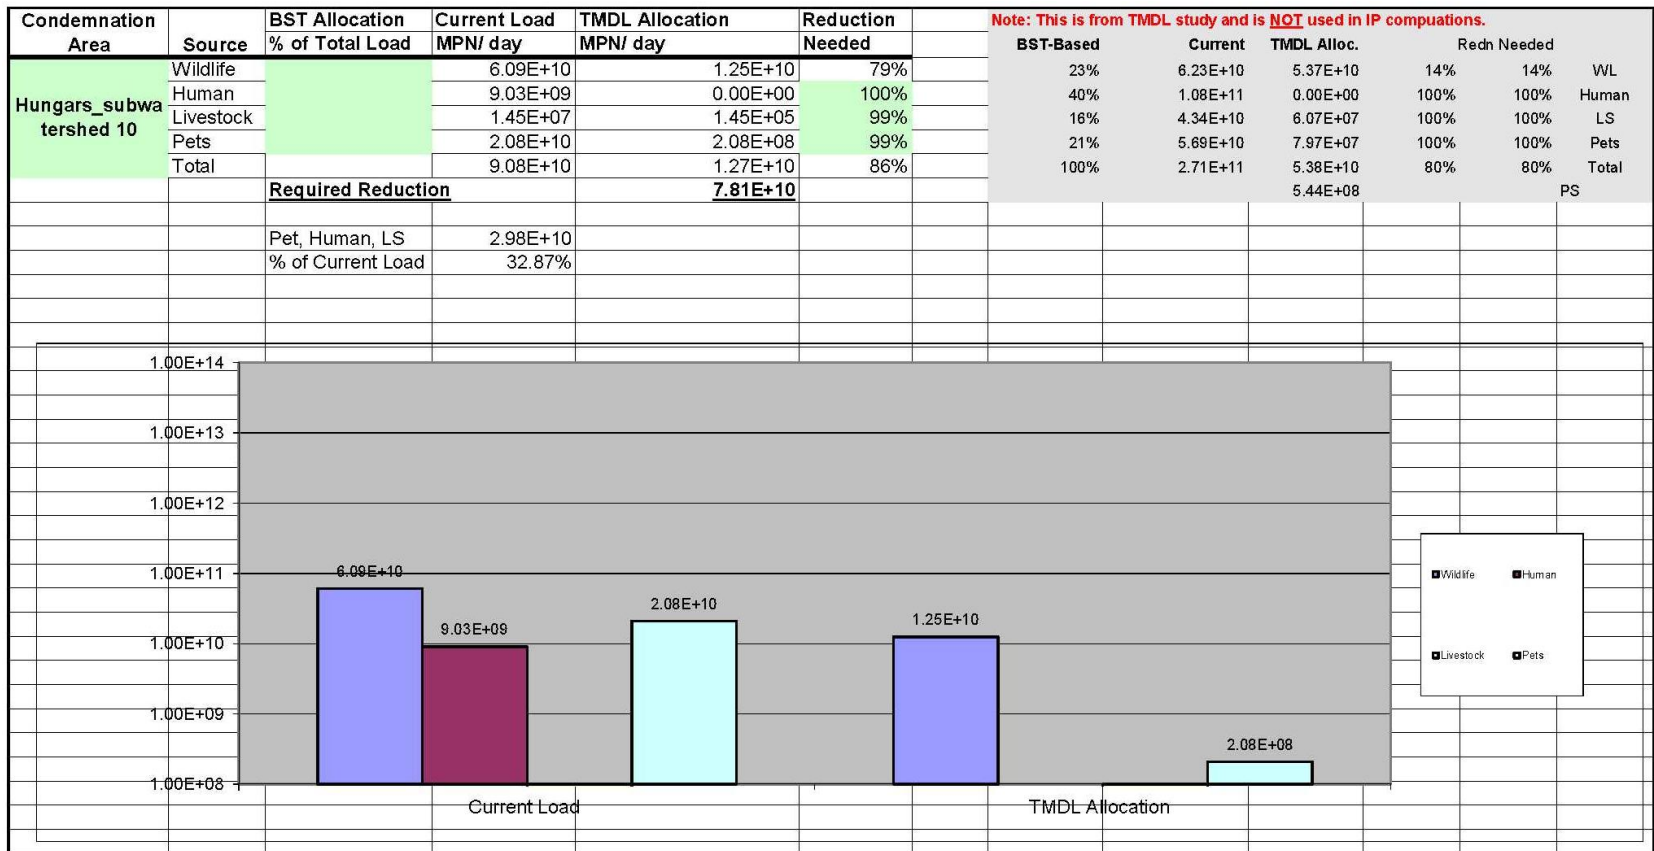 Condemnation BST Allocation Current Load TMDL Allocation Reduction
Area Source % of Total Load MPN/ day MPN/ day Needed
Wildlife 6.09E+10 1.25E+10 79%
Human 9.03E+09 0.00E+00 100%
Hungars_subwa
tershed 10
Livestock 1.45E+07 1.45E+05 99%
Pets 2.08E+10 2.08E+08 99%
Total 9.08E+10 1.27E+10 86%
Required Reduction 7.81E+10
Pet, Human, LS 2.98E+10
% of Current Load 32.87%
Note: This is from TMDL study and is NOT used in IP compuations.
BST-Based Current TMDL Alloc. Redn Needed
23% 6.23E+10 5.37E+10 14% 14% WL
40% 1.08E+11 0.00E+00 100% 100% Human
16% 4.34E+10 6.07E+07 100% 100% LS
21% 5.69E+10 7.97E+07 100% 100% Pets
100% 2.71E+11 5.38E+10 80% 80% Total
5.44E+08 PS
1.00E+14
1.00E+13
1.00E+12
1.00E+11
1.00E+10
1.00E+09
1.00E+08
6.09E+10
9.03E+09
2.08E+10
1.25E+10
2.08E+08
Current Load TMDL Allocation
Wildlife Human
Livestock Pets